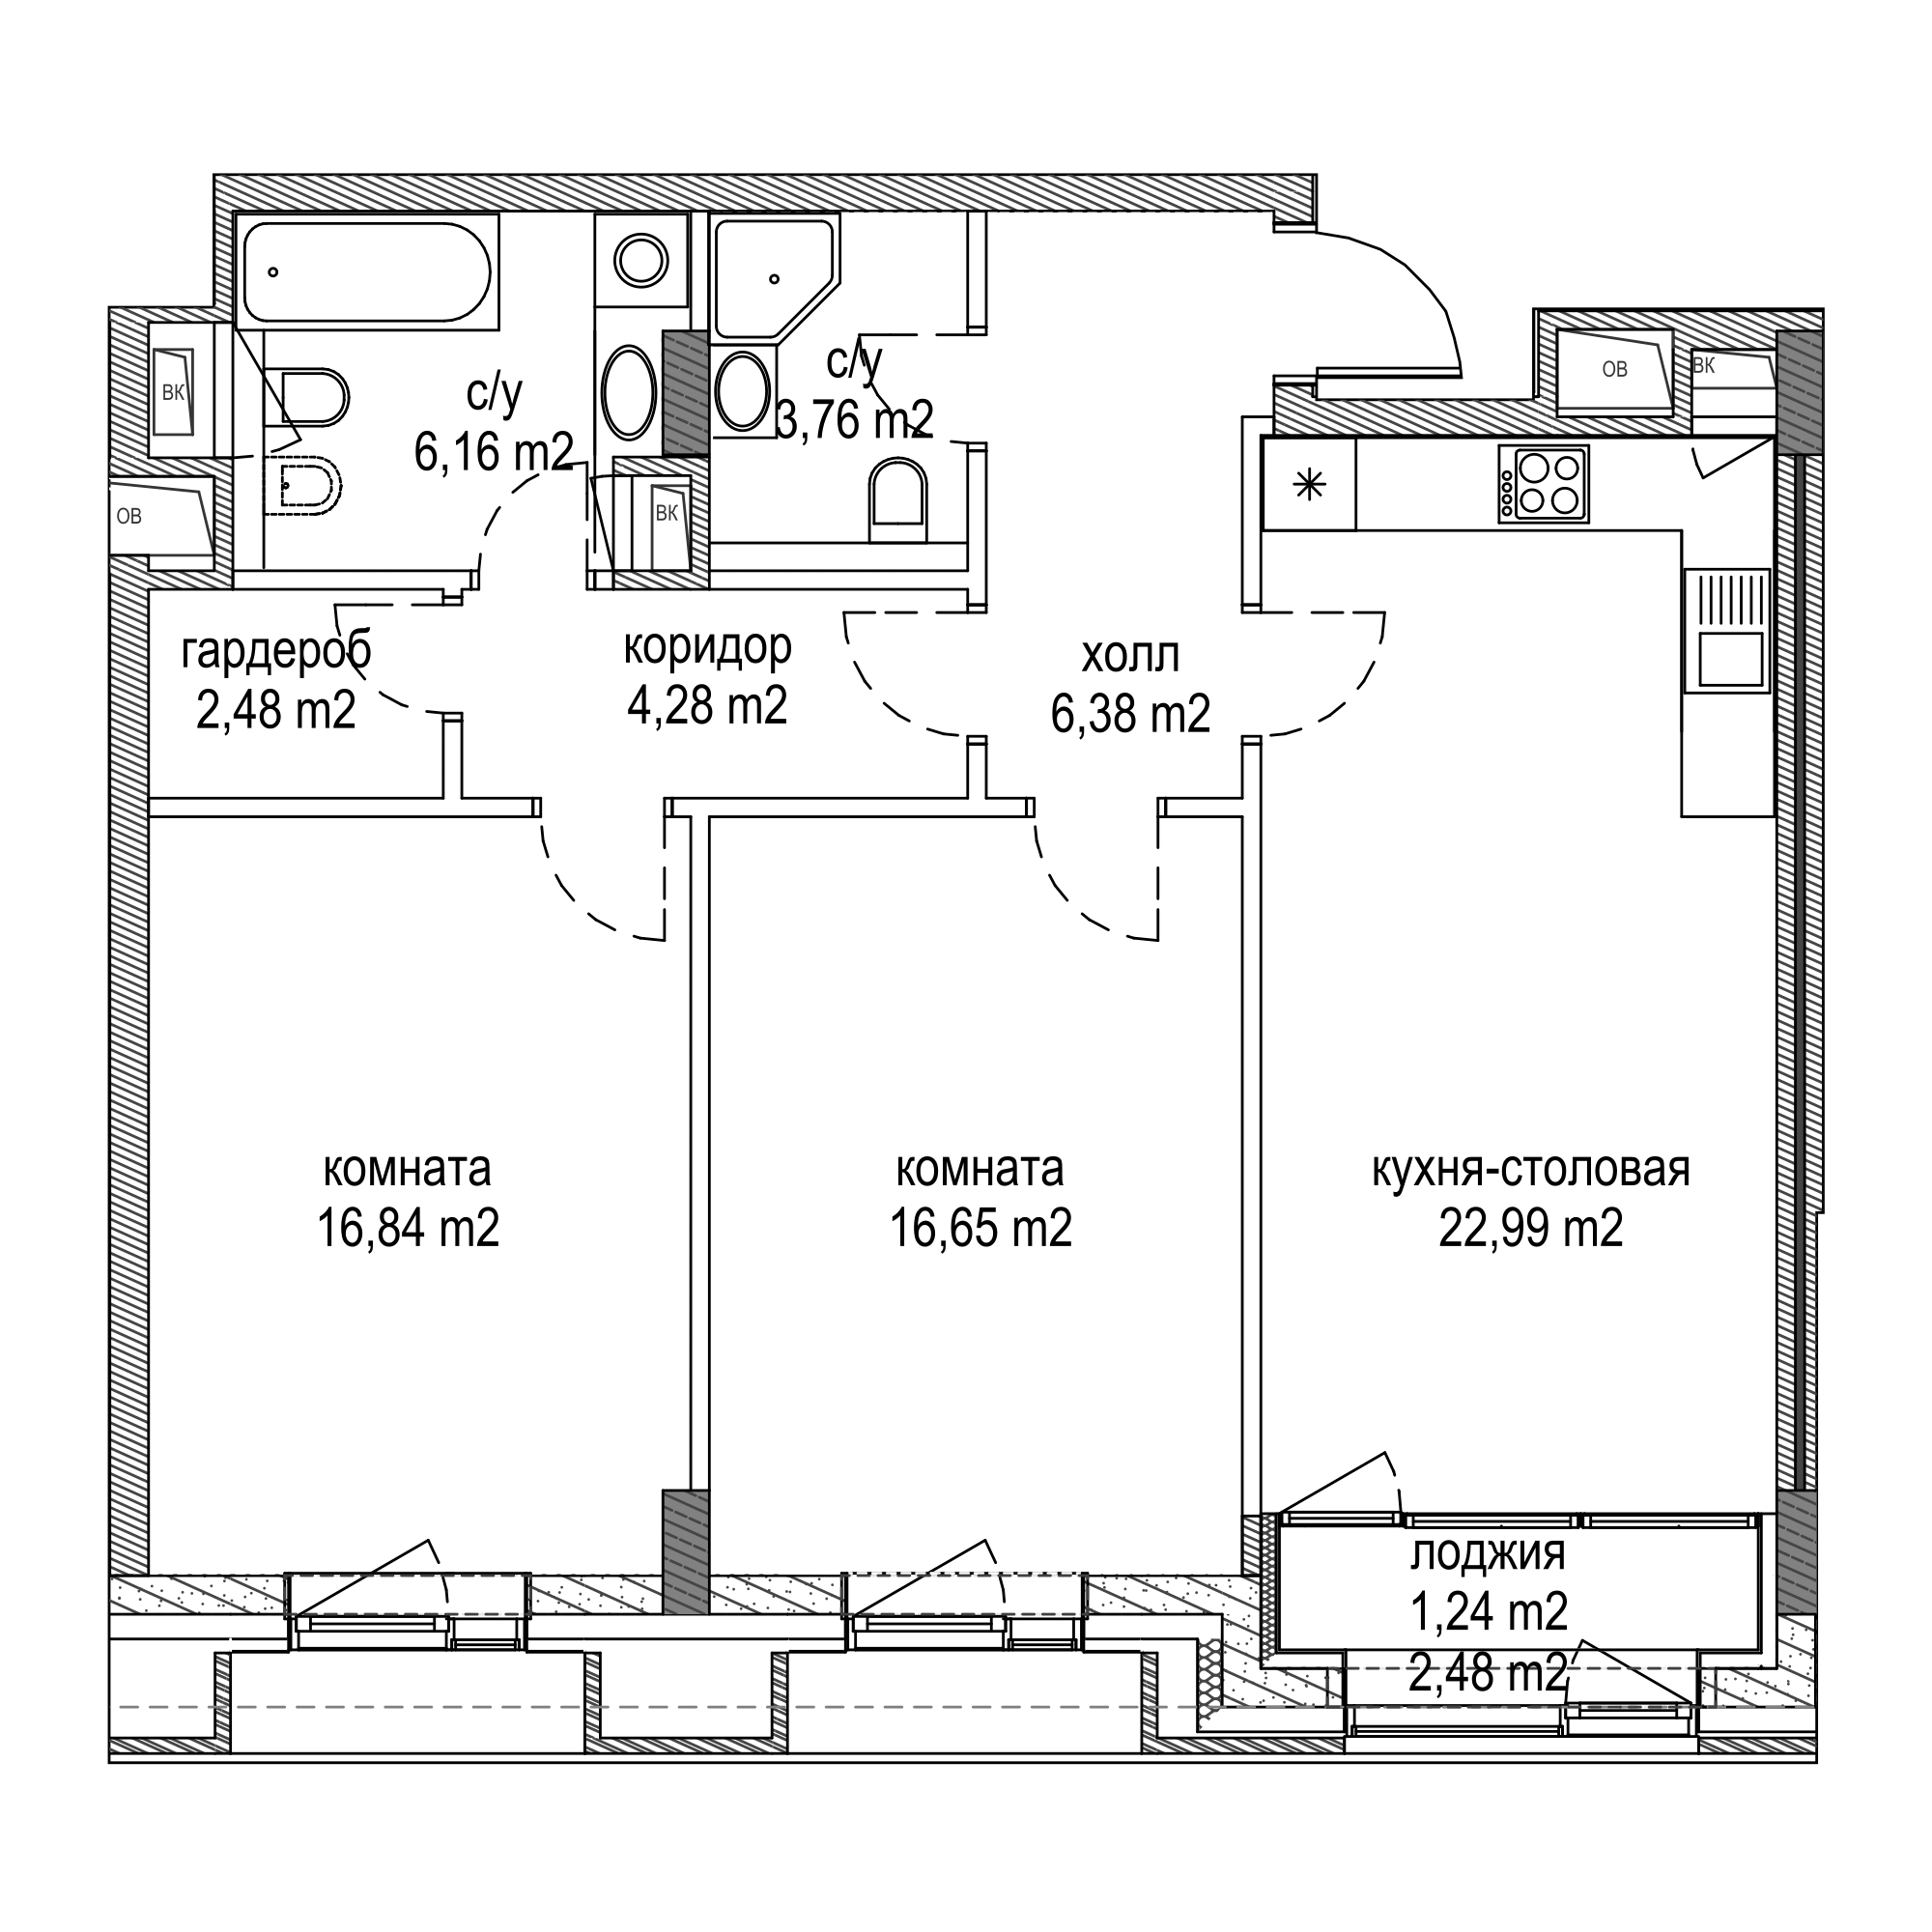 с/у
6,16 m2
с/у
3,76 m2
ВК
ОВ
ВК
ОВ
ВК
гардероб
2,48 m2
коридор
4,28 m2
холл
6,38 m2
комната
16,84 m2
комната
16,65 m2
кухня-столовая
22,99 m2
лоджия
1,24 m2
2,48 m2